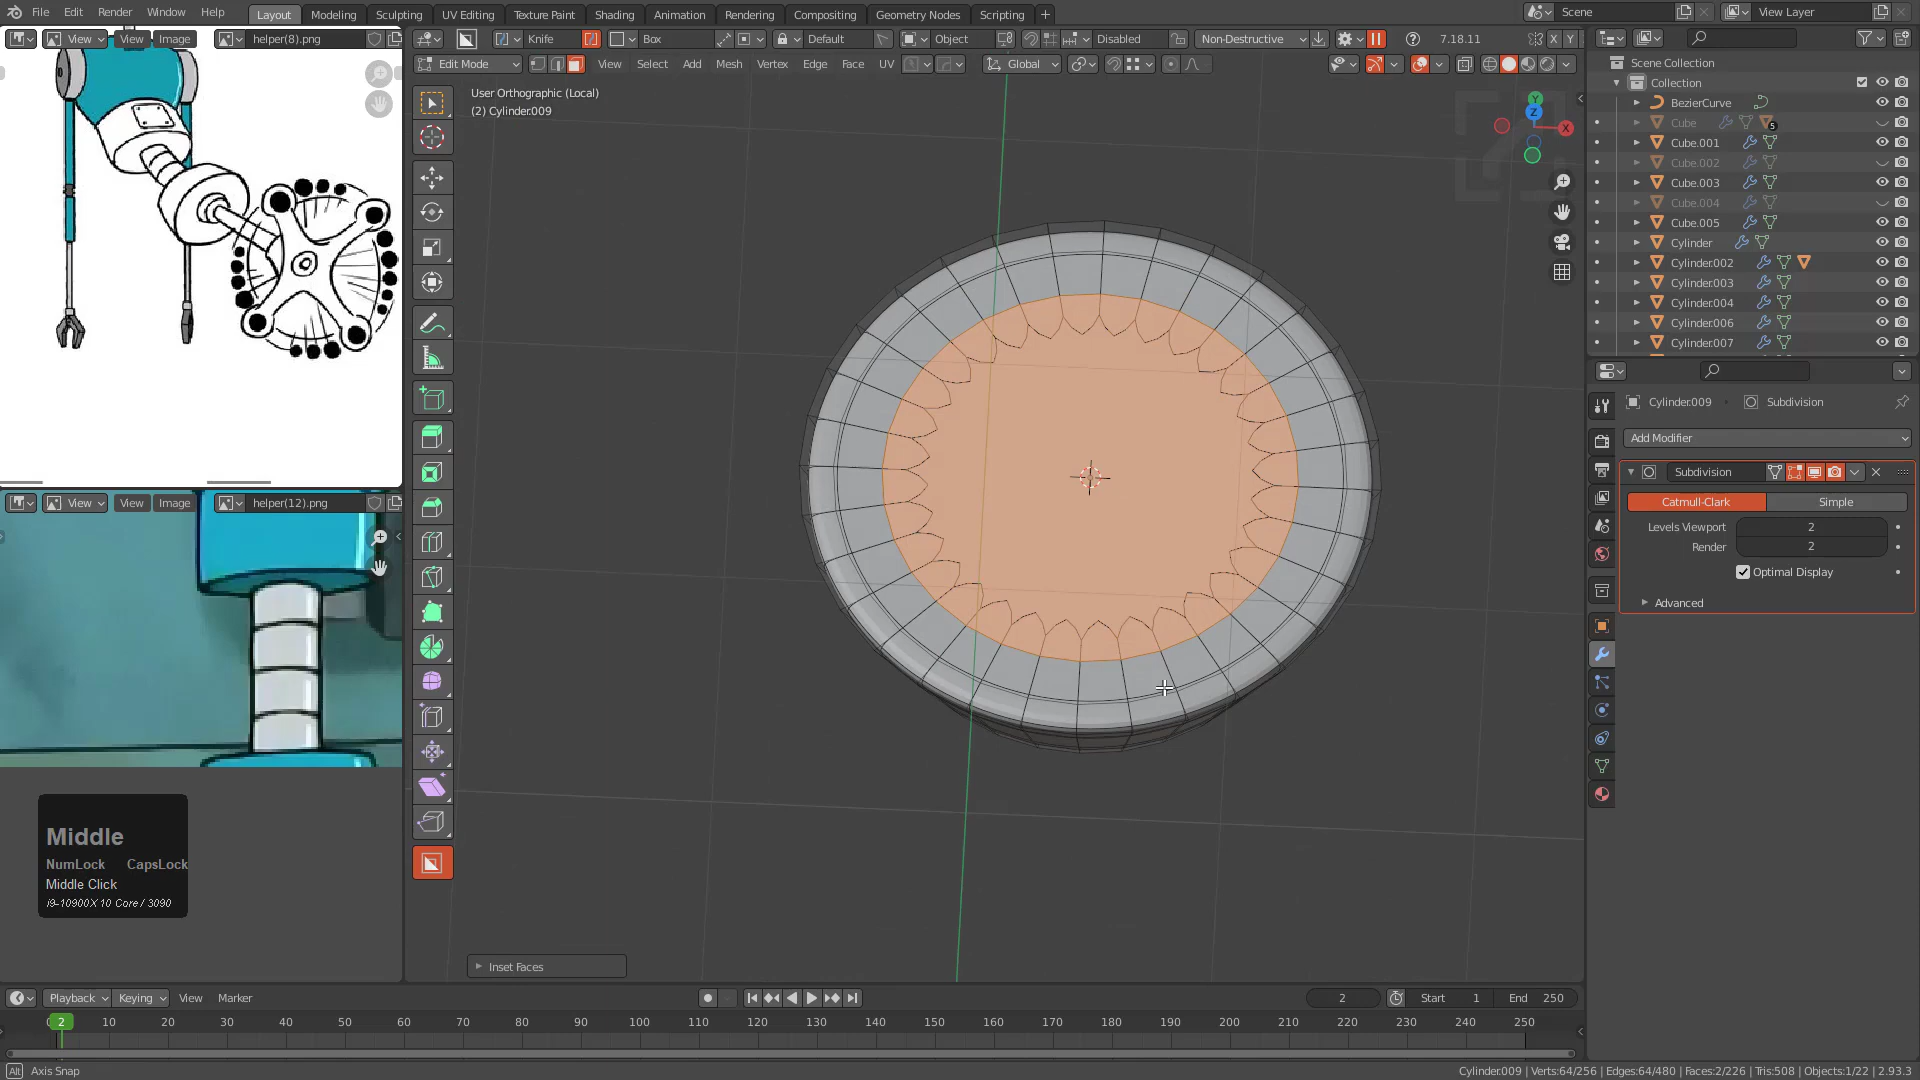 File Edit Render Window Help Layout Modeling Sculpting UV Editing Texture Paint Shading Animation Rendering Compositing Geometry Nodes Scripting + Scene View Layer
View View Image helper(8).png Knife Box Default Object Disabled Non-Destructive 7.18.11 X Y
Edit Mode View Select Add Mesh Vertex Edge Face UV Global
User Orthographic (Local)
(2) Cylinder.009
Y
Z
X
Scene Collection
Collection
BezierCurve
Cube 5
Cube.001
Cube.002
Cube.003
Cube.004
Cube.005
Cylinder
Cylinder.002
Cylinder.003
Cylinder.004
Cylinder.006
Cylinder.007
Cylinder.009 Subdivision
Add Modifier
Subdivision
Catmull-Clark Simple
Levels Viewport 2
Render 2
Optimal Display
Advanced
View View Image helper(12).png
Middle
NumLock CapsLock
Middle Click
i9-10900X 10 Core / 3090
Inset Faces
Playback Keying View Marker 2 Start 1 End 250
2 10 20 30 40 50 60 70 80 90 100 110 120 130 140 150 160 170 180 190 200 210 220 230 240 250
Alt Axis Snap Cylinder.009 | Verts:64/256 | Edges:64/480 | Faces:2/226 | Tris:508 | Objects:1/22 | 2.93.3